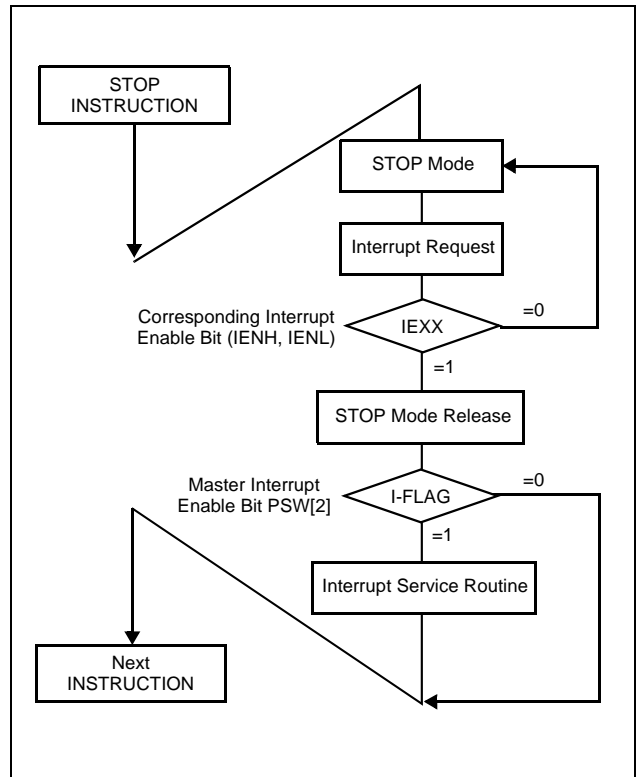 STOP
INSTRUCTION
STOP Mode
Interrupt Request
Corresponding Interrupt
Enable Bit (IENH, IENL)
IEXX
=0
=1
STOP Mode Release
Master Interrupt
Enable Bit PSW[2]
I-FLAG
=0
=1
Interrupt Service Routine
Next
INSTRUCTION